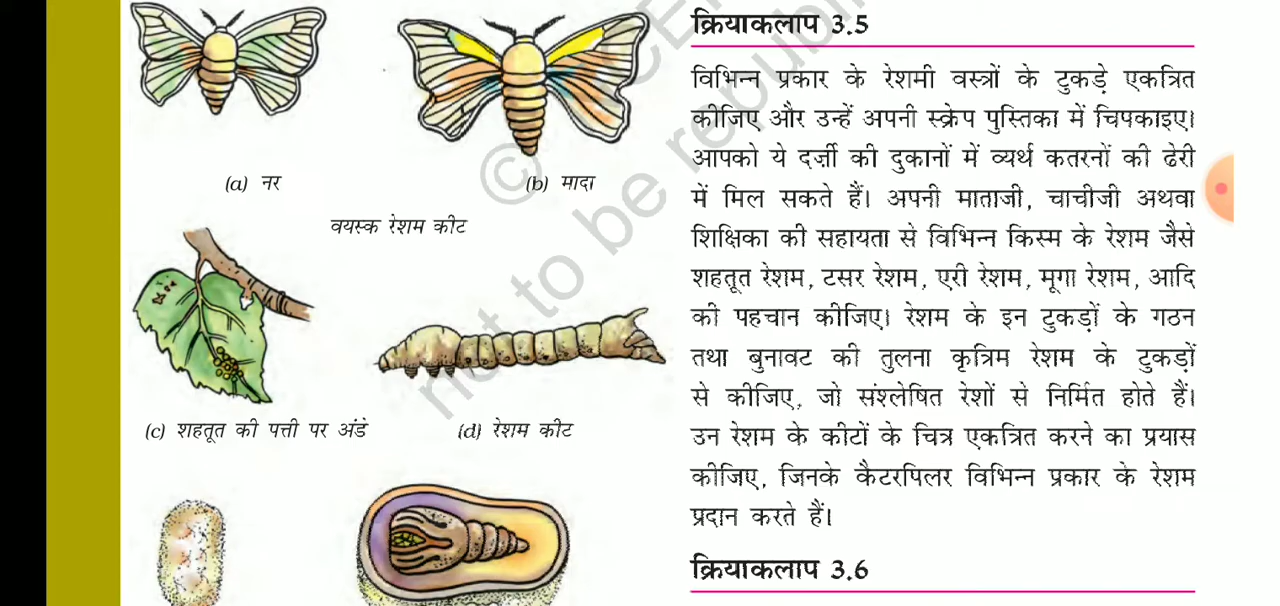 (a) नर
(b) मादा
वयस्क रेशम कीट
(c) शहतूत की पत्ती पर अंडे
(d) रेशम कीट
क्रियाकलाप 3.5
विभिन्न प्रकार के रेशमी वस्त्रों के टुकड़े एकत्रित
कीजिए और उन्हें अपनी स्क्रेप पुस्तिका में चिपकाइए।
आपको ये दर्ज़ी की दुकानों में व्यर्थ कतरनों की ढेरी
में मिल सकते हैं। अपनी माताजी, चाचीजी अथवा
शिक्षिका की सहायता से विभिन्न किस्म के रेशम जैसे
शहतूत रेशम, टसर रेशम, एरी रेशम, मूगा रेशम, आदि
की पहचान कीजिए। रेशम के इन टुकड़ों के गठन
तथा बुनावट की तुलना कृत्रिम रेशम के टुकड़ों
से कीजिए, जो संश्लेषित रेशों से निर्मित होते हैं।
उन रेशम के कीटों के चित्र एकत्रित करने का प्रयास
कीजिए, जिनके कैटरपिलर विभिन्न प्रकार के रेशम
प्रदान करते हैं।
क्रियाकलाप 3.6
not to be republi